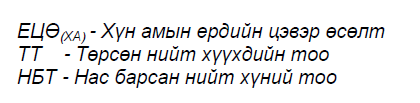 ЕЦӨ(ХА) - Хүн амын ердийн цэвэр өсөлт
ТТ - Төрсөн нийт хүүхдийн тоо
НБТ - Нас барсан нийт хүний тоо